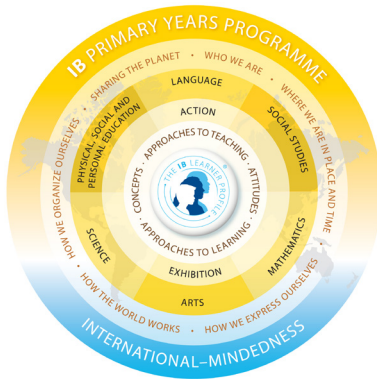 IB PRIMARY YEARS PROGRAMME
SHARING THE PLANET • WHO WE ARE • WHERE WE ARE IN PLACE AND TIME •
HOW WE EXPRESS OURSELVES • HOW THE WORLD WORKS • HOW WE ORGANIZE OURSELVES •
LANGUAGE
SOCIAL STUDIES
MATHEMATICS
ARTS
SCIENCE
PHYSICAL, SOCIAL AND
PERSONAL EDUCATION
ACTION
EXHIBITION
APPROACHES TO TEACHING •
ATTITUDES •
APPROACHES TO LEARNING •
CONCEPTS •
THE IB LEARNER PROFILE
INTERNATIONAL–MINDEDNESS